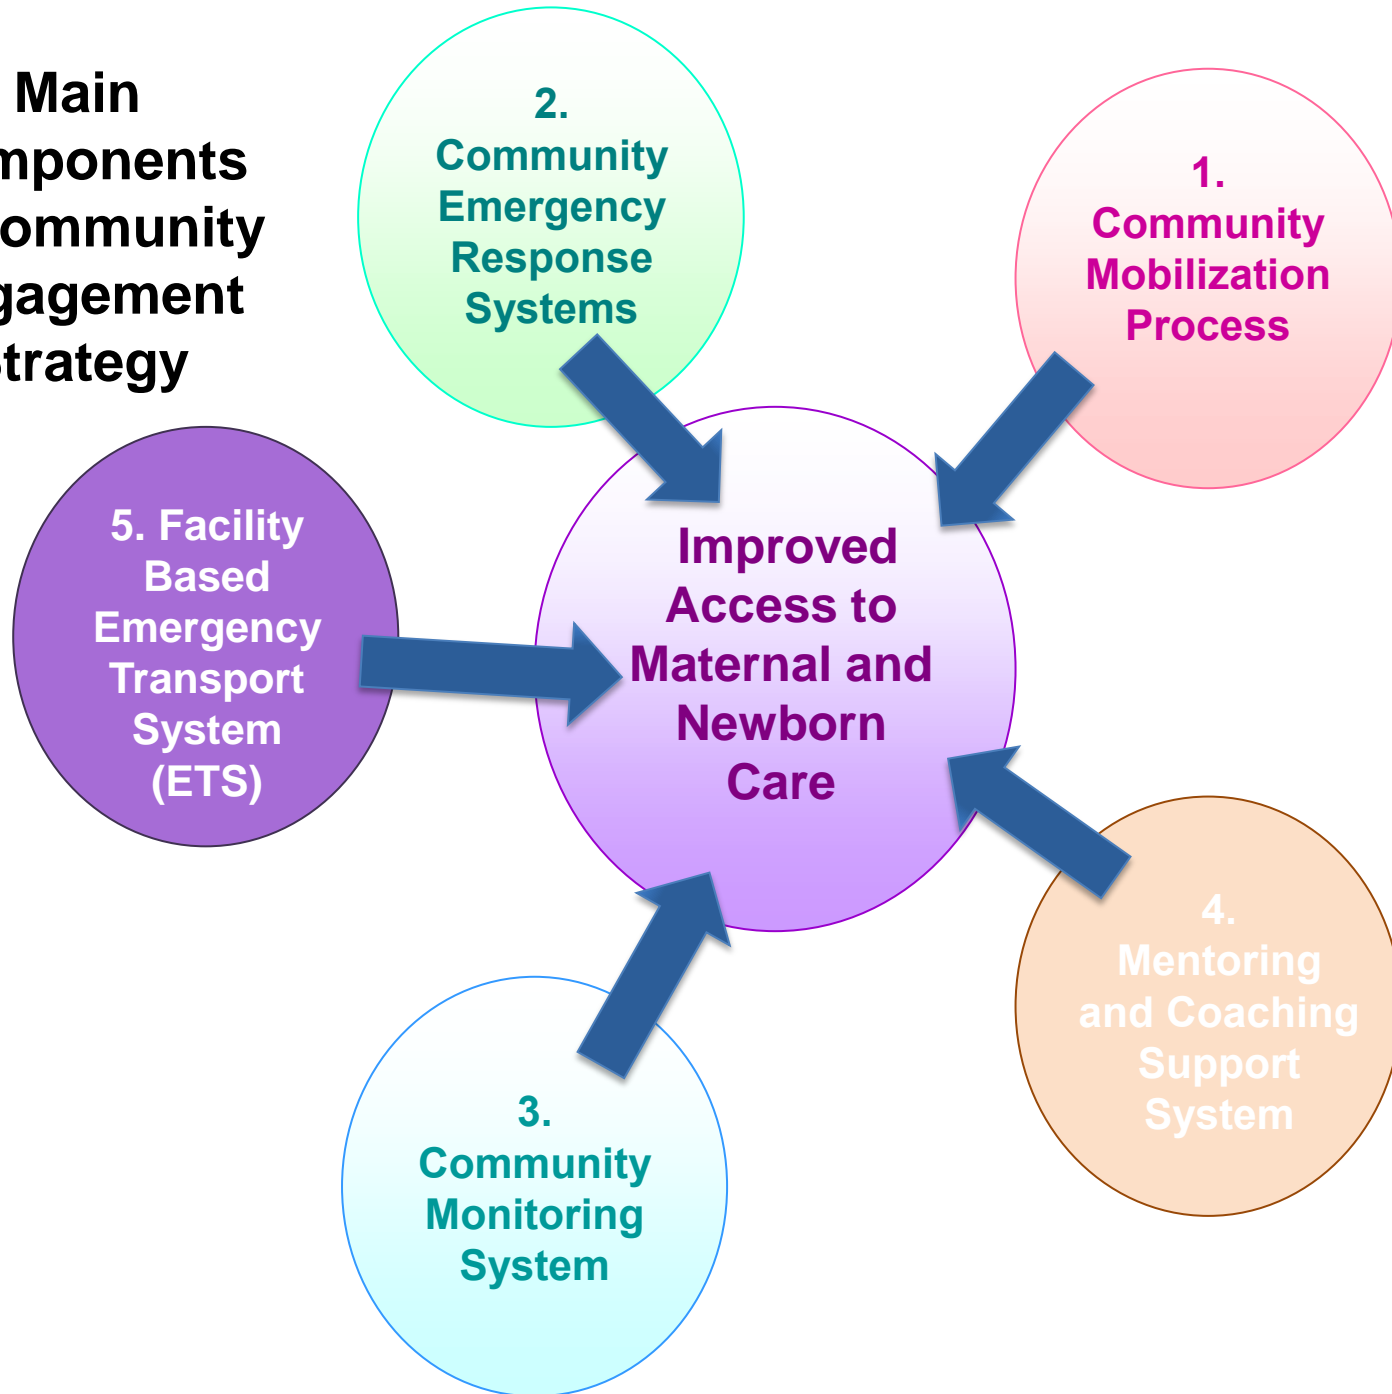 Main
mponents
ommunity
gagement
trategy
2.
Community
Emergency
Response
Systems
1.
Community
Mobilization
Process
5. Facility
Based
Emergency
Transport
System
(ETS)
Improved
Access to
Maternal and
Newborn
Care
4.
Mentoring
and Coaching
Support
System
3.
Community
Monitoring
System